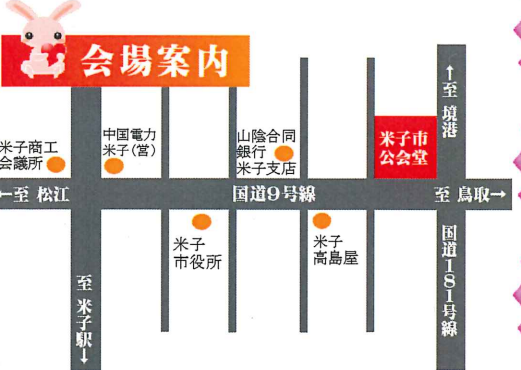 会場案内
↑至 境港
米子商工
会議所
中国電力
米子(営)
山陰合同
銀行
米子支店
米子市
公会堂
←至 松江
国道9号線
至 鳥取→
米子
市役所
米子
高島屋
国道181号線
至 米子駅↓